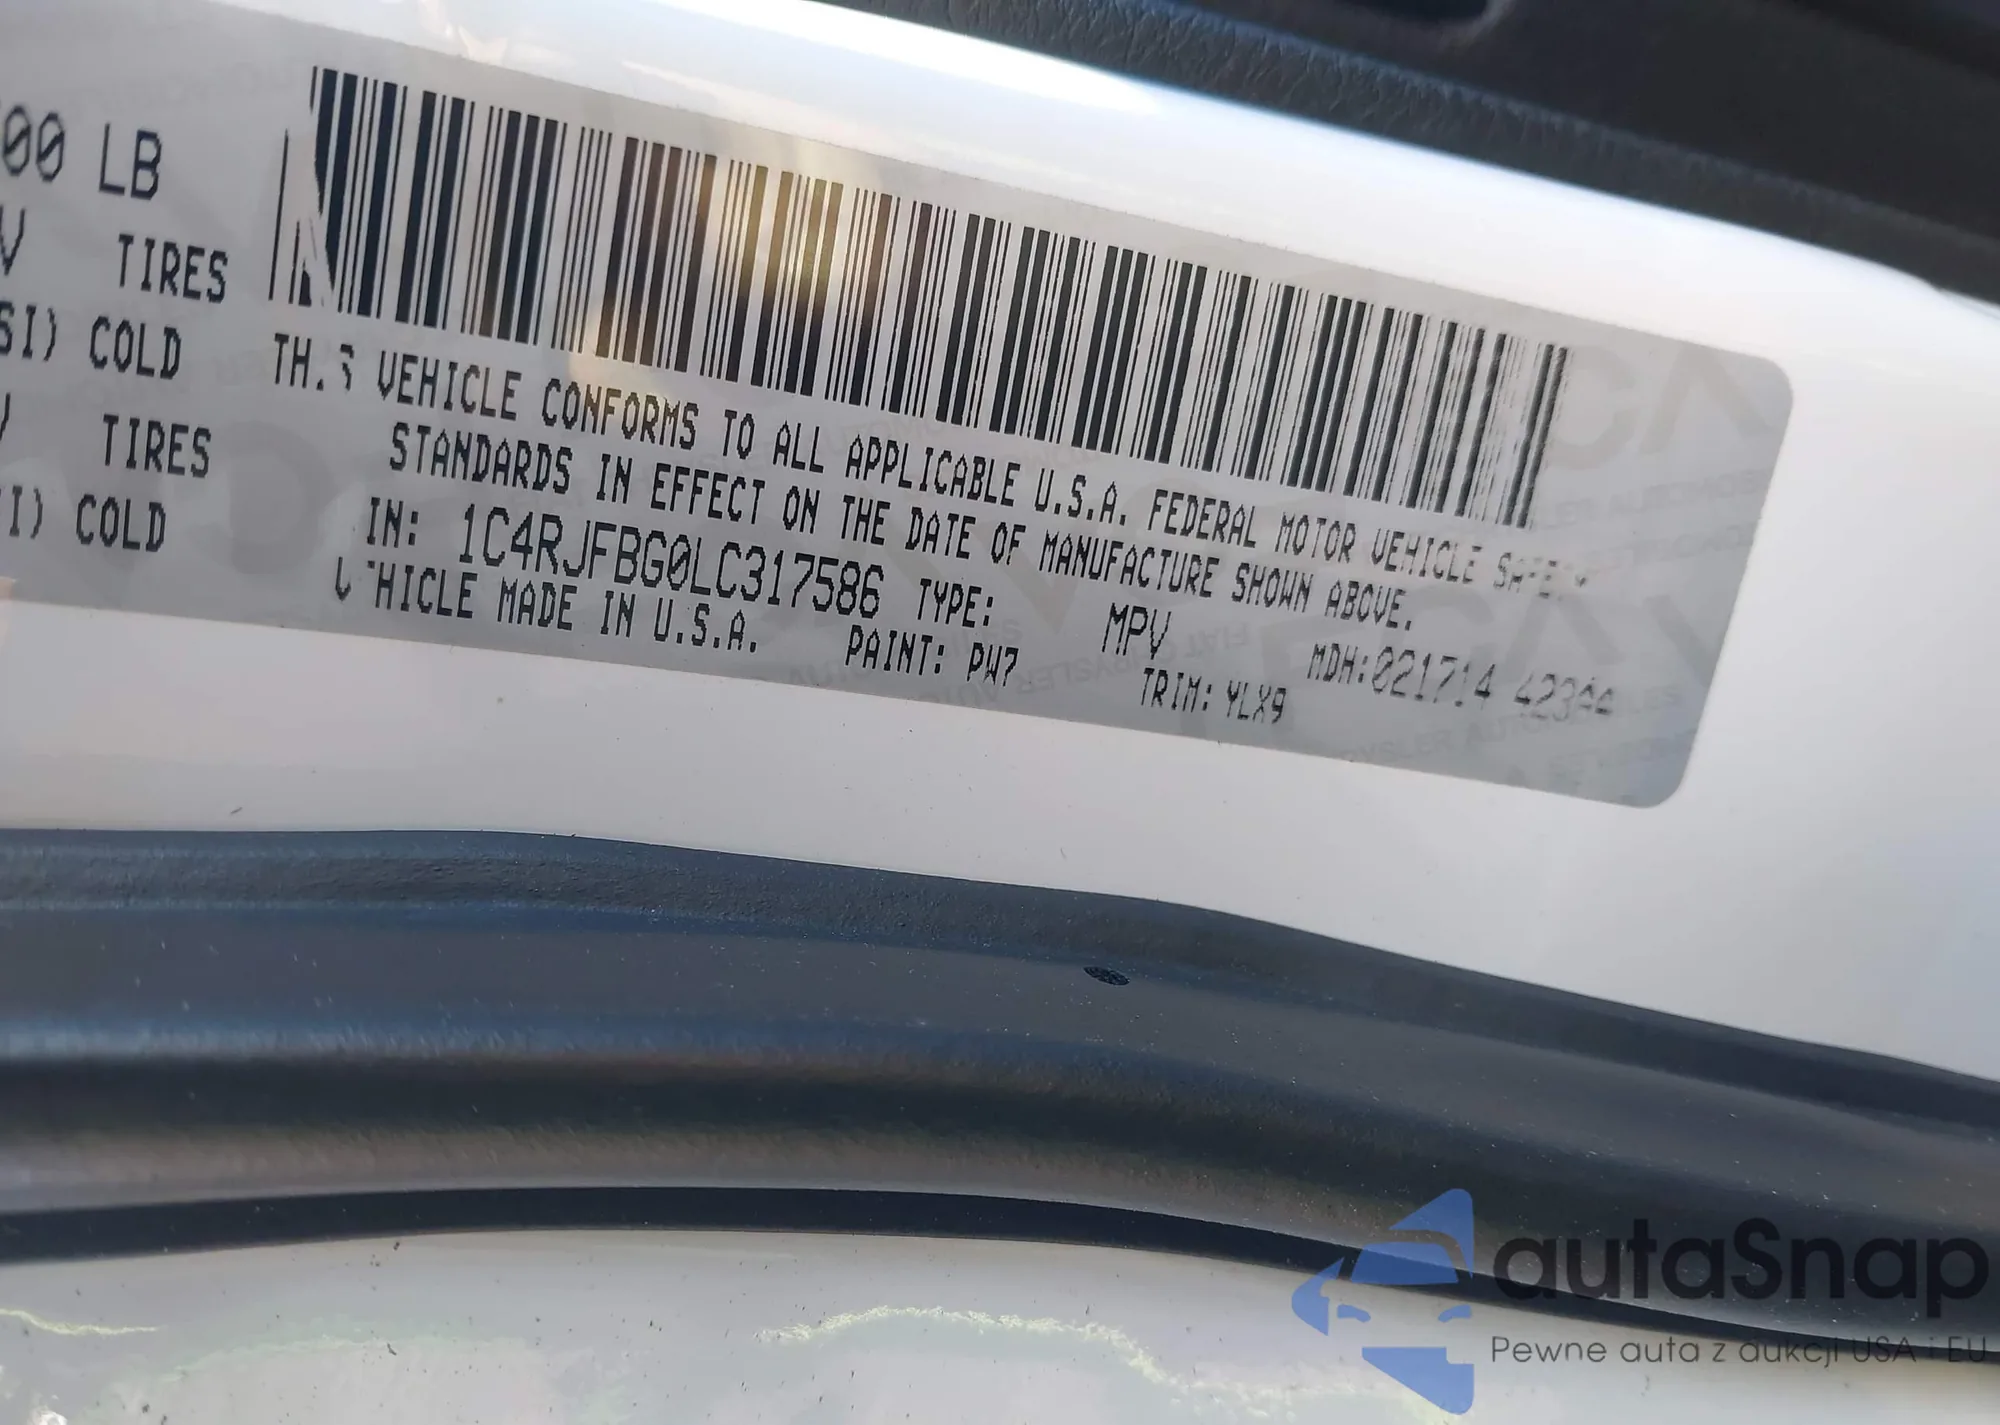 00 LB
TIRES
SI) COLD
TIRES
I) COLD
VEHICLE CONFORMS TO ALL APPLICABLE U.S.A. FEDERAL MOTOR VEHICLE
STANDARDS IN EFFECT ON THE DATE OF MANUFACTURE SHOWN ABOVE.
IN: 1C4RJFBG0LC317586 TYPE: MPV MDH:021714
HICLE MADE IN U.S.A. PAINT: PW7 TRIM: YLX9
autaSnap
Pewne auta z aukcji USA i EU